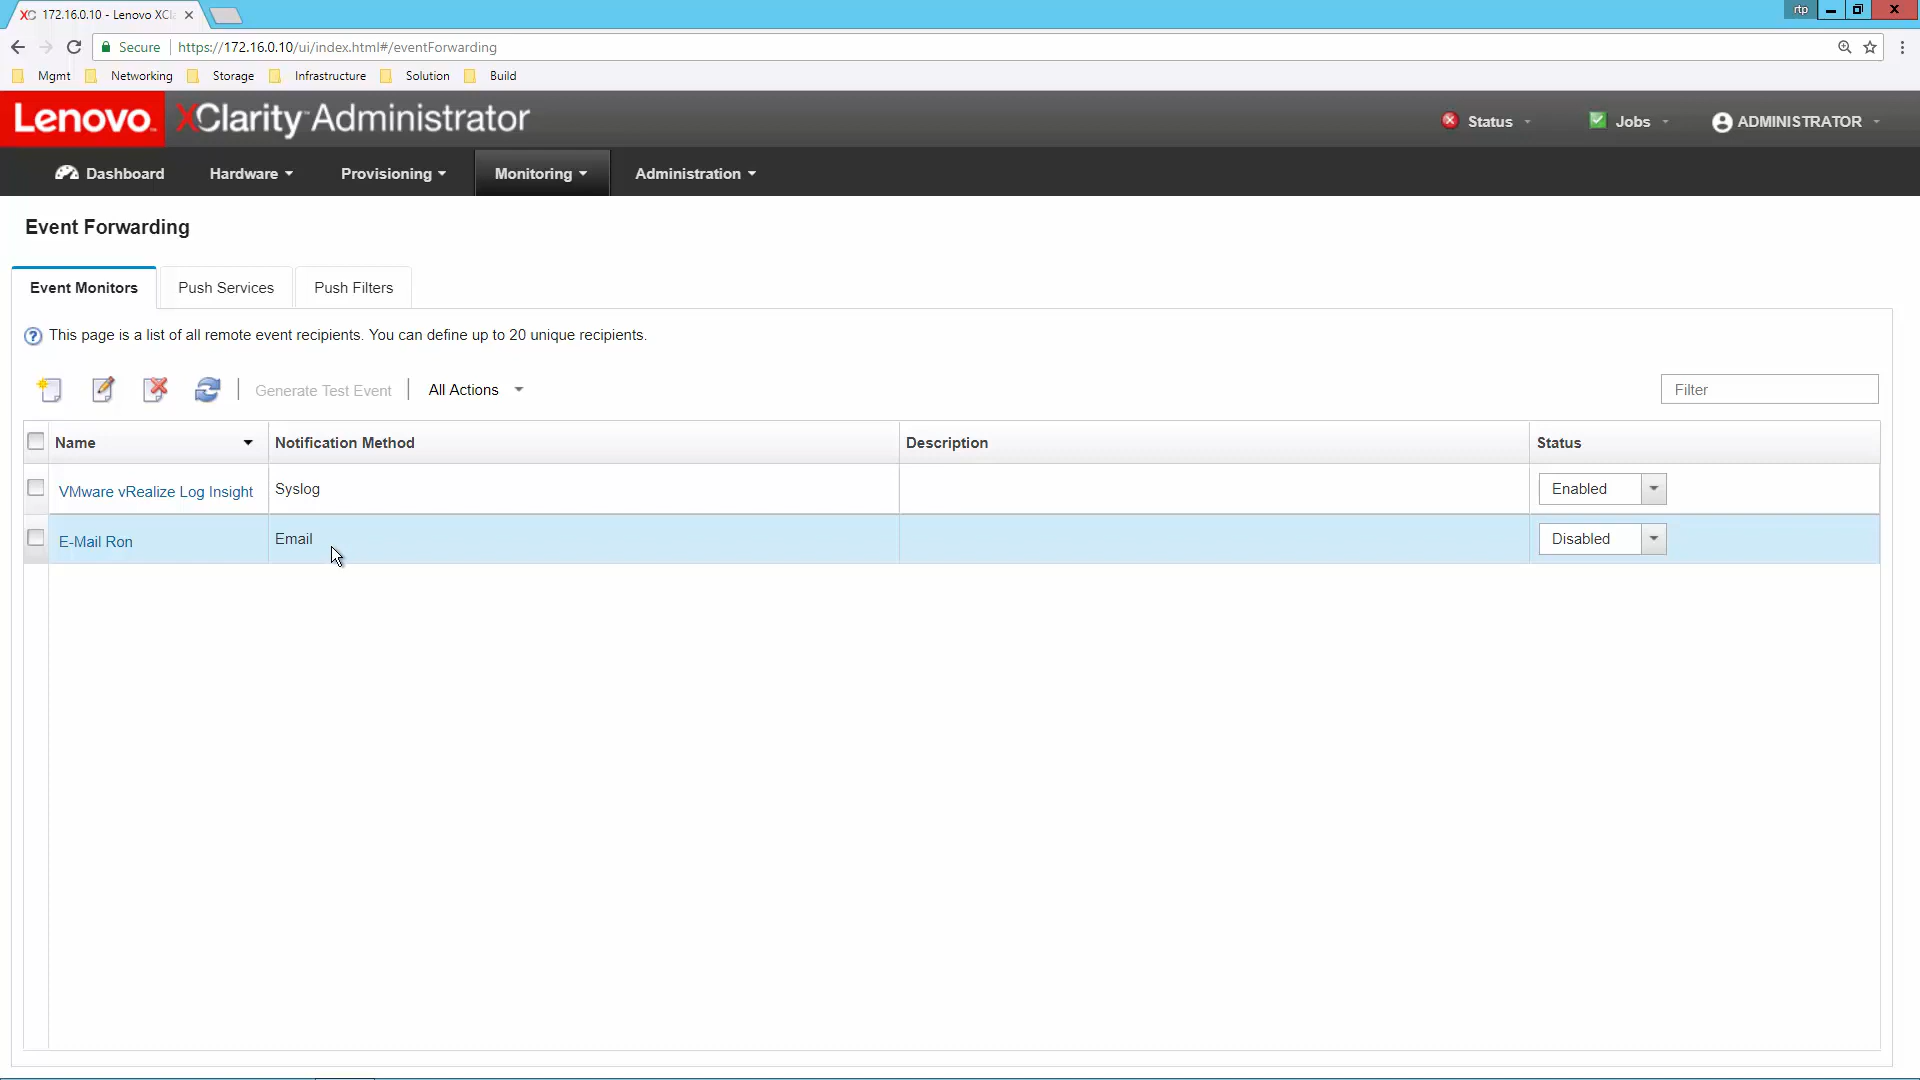 172.16.0.10 - Lenovo XCl
rtp
Secure
https://172.16.0.10/ui/index.html#/eventForwarding
Mgmt
Networking
Storage
Infrastructure
Solution
Build
Lenovo
XClarity Administrator
Status
Jobs
ADMINISTRATOR
Dashboard
Hardware
Provisioning
Monitoring
Administration
Event Forwarding
Event Monitors
Push Services
Push Filters
This page is a list of all remote event recipients. You can define up to 20 unique recipients.
Generate Test Event
All Actions
Filter
Name
Notification Method
Description
Status
VMware vRealize Log Insight
Syslog
Enabled
E-Mail Ron
Email
Disabled